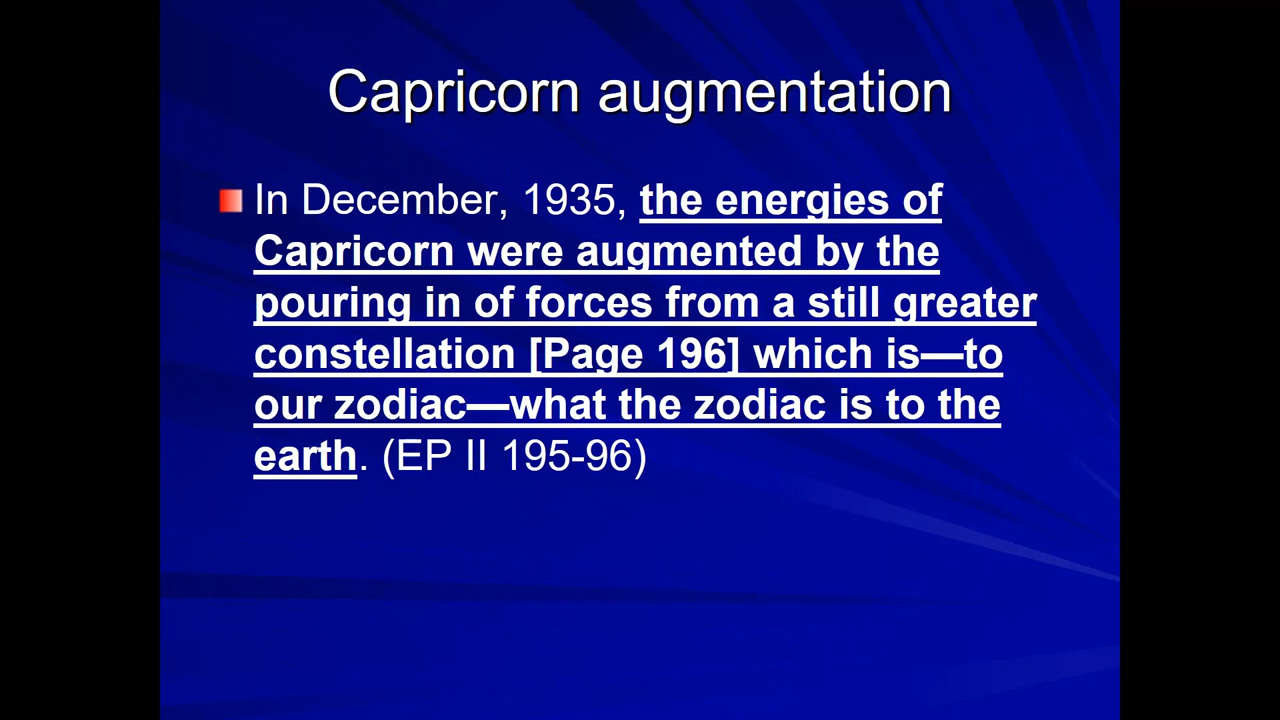 Capricorn augmentation
In December, 1935, the energies of
Capricorn were augmented by the
pouring in of forces from a still greater
constellation [Page 196] which is—to
our zodiac—what the zodiac is to the
earth. (EP II 195-96)